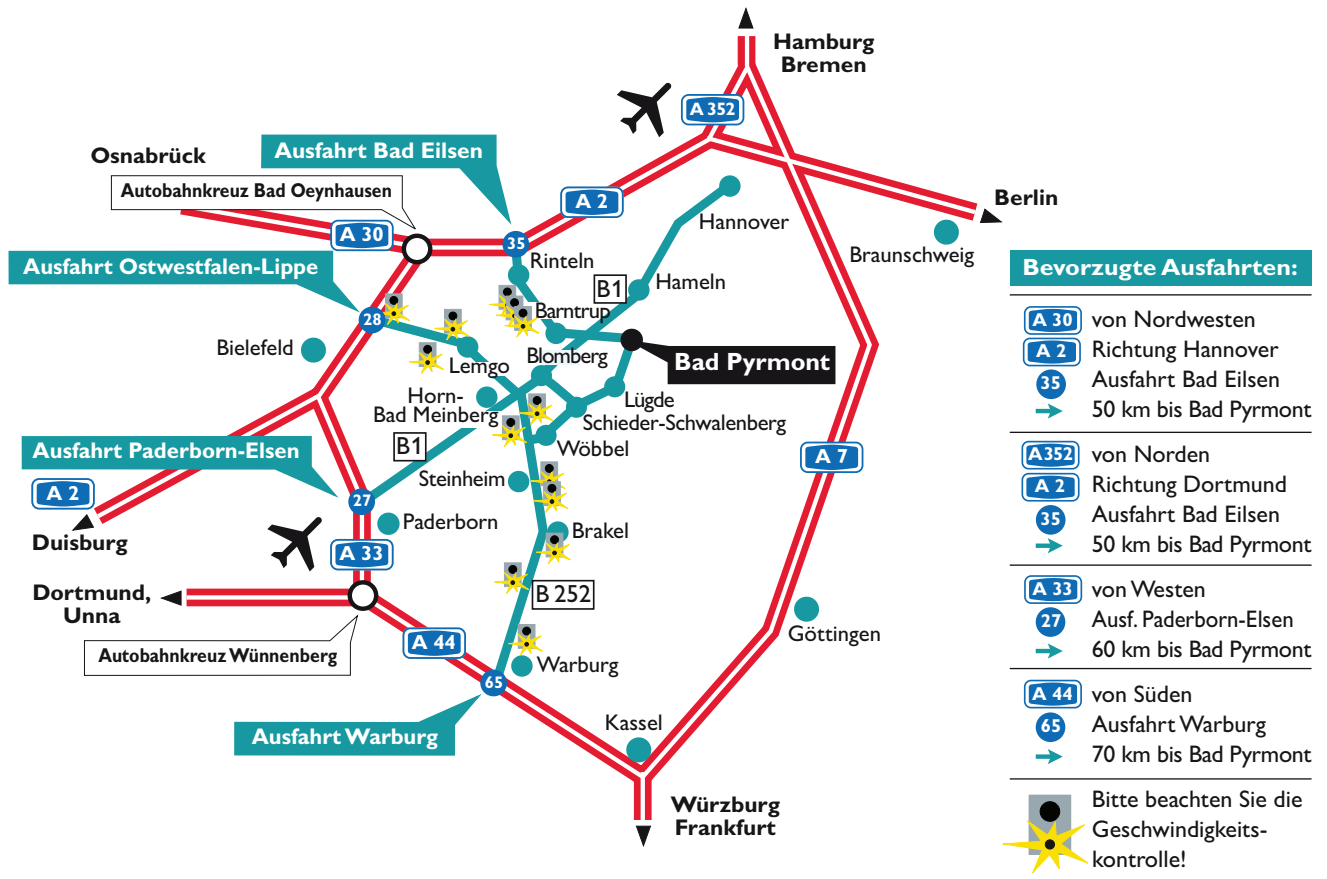 Hamburg
Bremen
A 352
Ausfahrt Bad Eilsen
Osnabrück
Autobahnkreuz Bad Oeynhausen
A 2
Berlin
Hannover
A 30
35
Braunschweig
Ausfahrt Ostwestfalen-Lippe
Rinteln
B1
Hameln
28
Barntrup
Bielefeld
Blomberg
Bad Pyrmont
Lemgo
Horn-
Bad Meinberg
Lügde
Schieder-Schwalenberg
B1
Wöbbel
Ausfahrt Paderborn-Elsen
A 7
Steinheim
A 2
27
Paderborn
Brakel
Duisburg
A 33
Dortmund,
Unna
B 252
Göttingen
A 44
Autobahnkreuz Wünnenberg
Warburg
65
Kassel
Ausfahrt Warburg
Würzburg
Frankfurt
Bevorzugte Ausfahrten:
A 30 von Nordwesten
A 2 Richtung Hannover
35 Ausfahrt Bad Eilsen
50 km bis Bad Pyrmont
A352 von Norden
A 2 Richtung Dortmund
35 Ausfahrt Bad Eilsen
50 km bis Bad Pyrmont
A 33 von Westen
27 Ausf. Paderborn-Elsen
60 km bis Bad Pyrmont
A 44 von Süden
65 Ausfahrt Warburg
70 km bis Bad Pyrmont
Bitte beachten Sie die
Geschwindigkeits-
kontrolle!